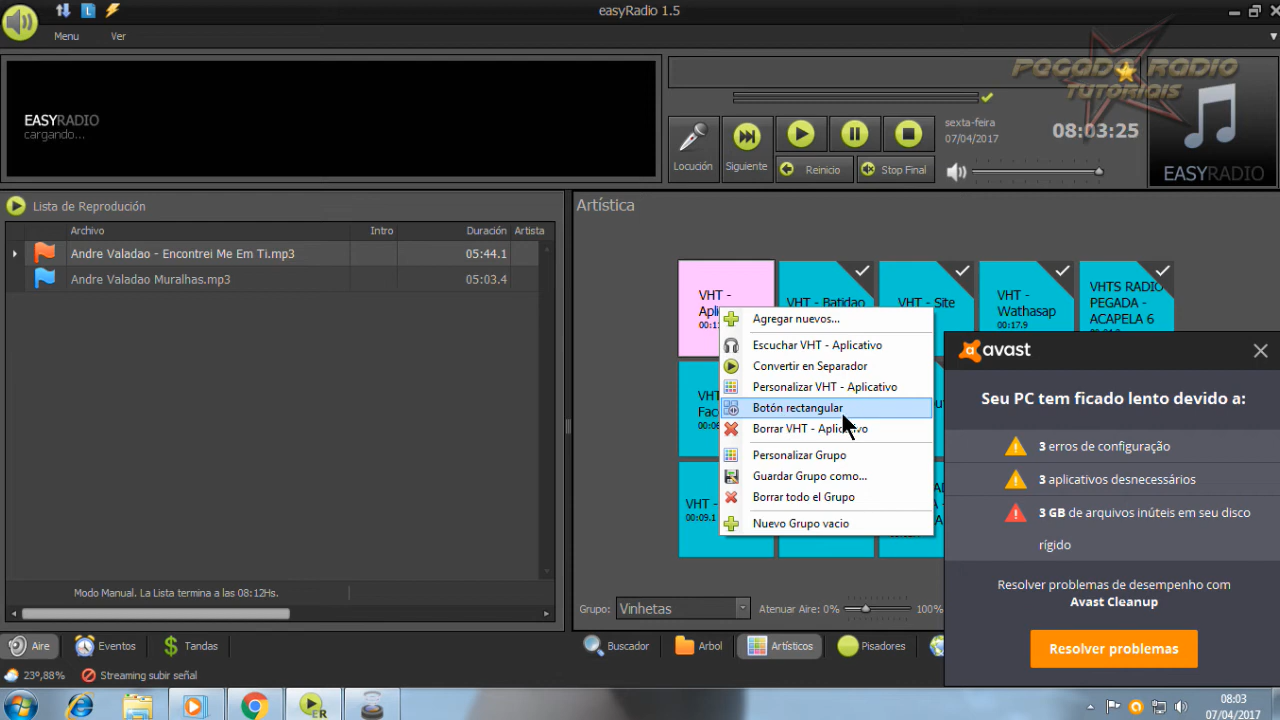 easyRadio 1.5
Menu
Ver
PEGADA RADIO
TUTORIAIS
EASYRADIO
cargando...
Locución
Siguiente
Reinicio
Stop Final
sexta-feira
07/04/2017
08:03:25
EASYRADIO
Lista de Reprodución
Archivo
Intro
Duración
Artista
Andre Valadao - Encontrei Me Em Ti.mp3
05:44.1
Andre Valadao Muralhas.mp3
05:03.4
Modo Manual. La Lista termina a las 08:12Hs.
Artística
VHT -
VHT - Batidao
VHT - Site
VHT -
Wathasap
00:17.9
VHTS RADIO
PEGADA -
ACAPELA 6
VHT -
00:09.1
Agregar nuevos...
Escuchar VHT - Aplicativo
Convertir en Separador
Personalizar VHT - Aplicativo
Botón rectangular
Borrar VHT - Aplicativo
Personalizar Grupo
Guardar Grupo como...
Borrar todo el Grupo
Nuevo Grupo vacio
avast
Seu PC tem ficado lento devido a:
3 erros de configuração
3 aplicativos desnecessários
3 GB de arquivos inúteis em seu disco
rígido
Resolver problemas de desempenho com
Avast Cleanup
Resolver problemas
Grupo:
Vinhetas
Atenuar Aire: 0%
100%
Aire
Eventos
Tandas
Buscador
Arbol
Artísticos
Pisadores
23º,88%
Streaming subir señal
ER
08:03
07/04/2017